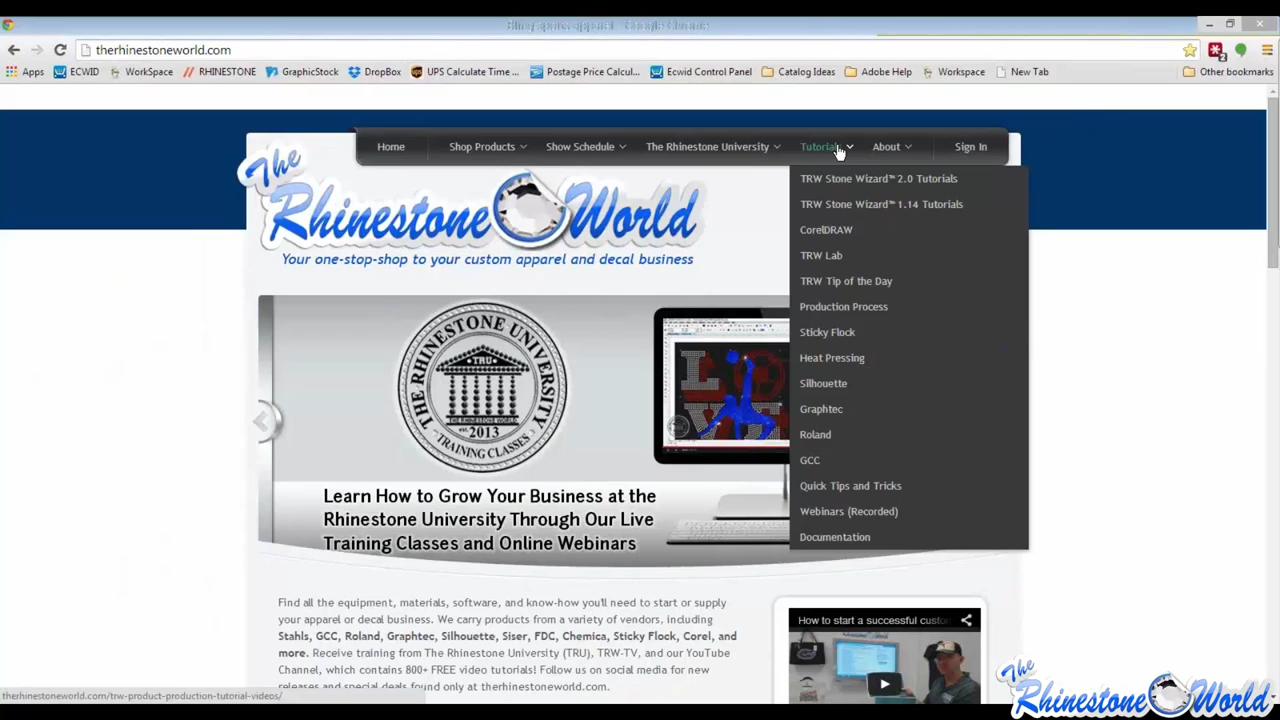 therhinestoneworld.com
Apps ECWID WorkSpace RHINESTONE GraphicStock DropBox UPS Calculate Time ... Postage Price Calcul... Ecwid Control Panel Catalog Ideas Adobe Help Workspace New Tab Other bookmarks
Home Shop Products Show Schedule The Rhinestone University Tutorials About Sign In
The
Rhinestone World
Your one-stop-shop to your custom apparel and decal business
TRW Stone Wizard™ 2.0 Tutorials
TRW Stone Wizard™ 1.14 Tutorials
CorelDRAW
TRW Lab
TRW Tip of the Day
Production Process
Sticky Flock
Heat Pressing
Silhouette
Graphtec
Roland
GCC
Quick Tips and Tricks
Webinars (Recorded)
Documentation
THE RHINESTONE UNIVERSITY
TRU
THE RHINESTONE UNIVERSITY
est. 2013
TRAINING CLASSES
Learn How to Grow Your Business at the
Rhinestone University Through Our Live
Training Classes and Online Webinars
Find all the equipment, materials, software, and know-how you'll need to start or supply
your apparel or decal business. We carry products from a variety of vendors, including
Stahls, GCC, Roland, Graphtec, Silhouette, Siser, FDC, Chemica, Sticky Flock, Corel, and
more. Receive training from The Rhinestone University (TRU), TRW-TV, and our YouTube
Channel, which contains 800+ FREE video tutorials! Follow us on social media for new
releases and special deals found only at therhinestoneworld.com.
How to start a successful custo
therhinestoneworld.com/trw-product-production-tutorial-videos/
The
Rhinestone World